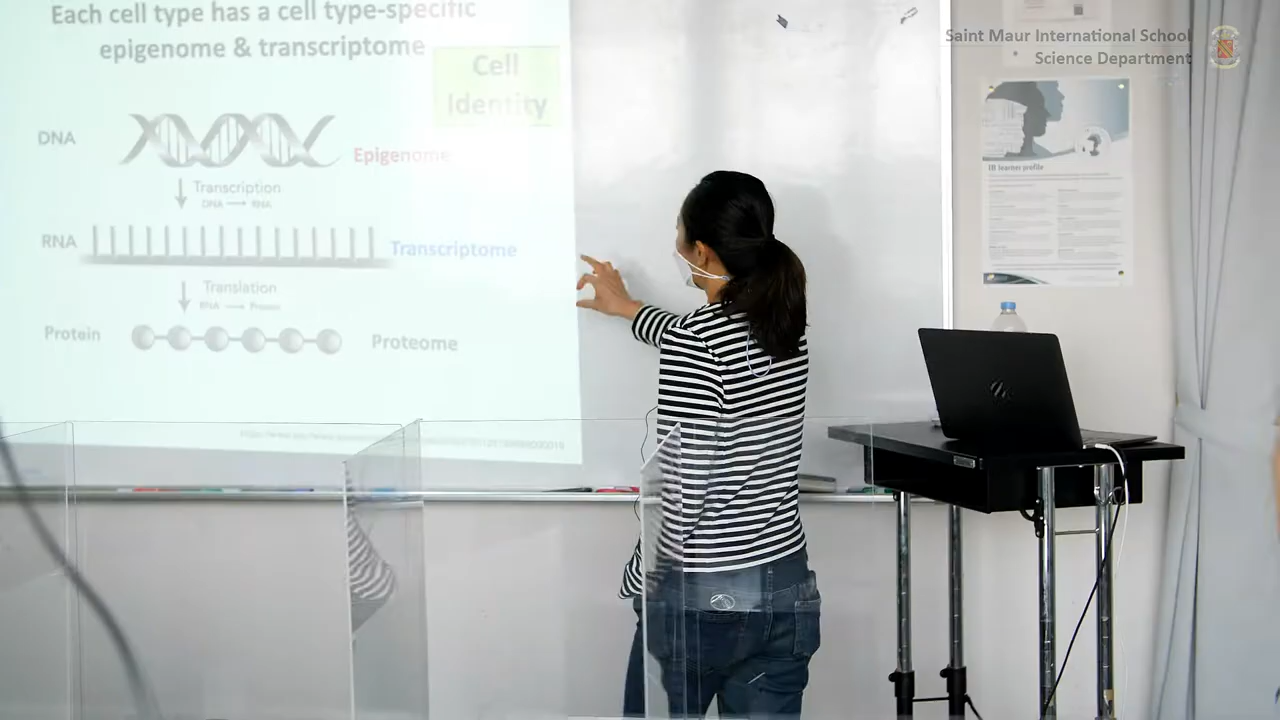 Each cell type has a cell type-specific
epigenome & transcriptome
Cell
Identity
DNA
Epigenome
Transcription
DNA → RNA
RNA
Transcriptome
Translation
RNA → Protein
Protein
Proteome
Saint Maur International School
Science Department
IB learner profile